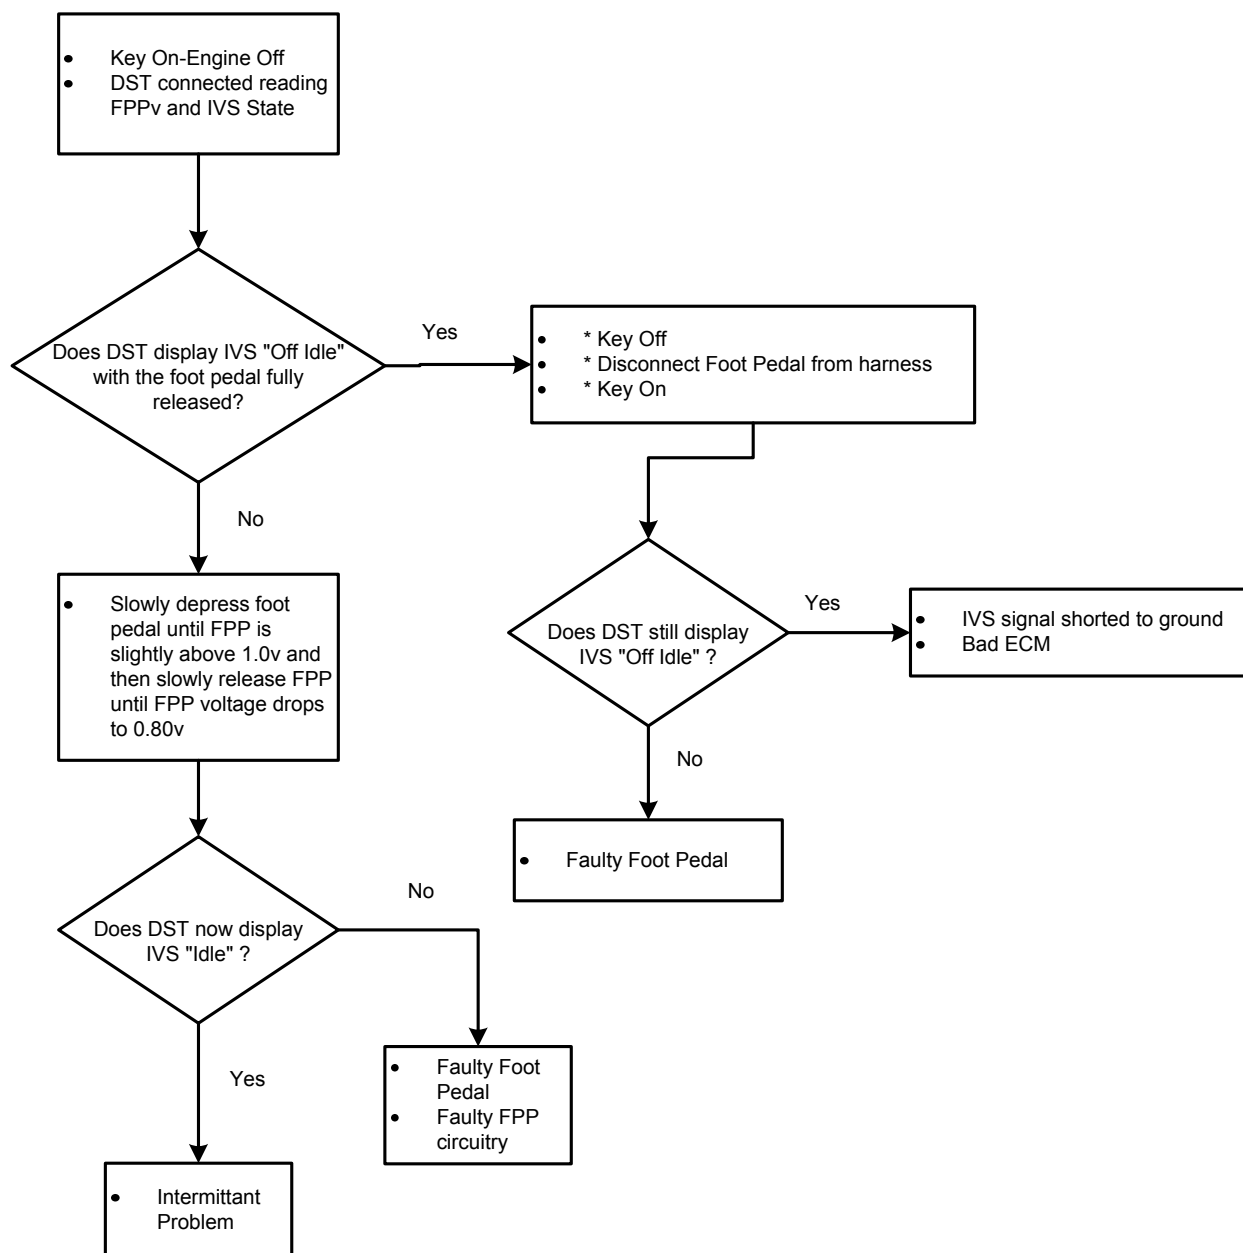 • Key On-Engine Off
• DST connected reading
FPPv and IVS State
Does DST display IVS "Off Idle"
with the foot pedal fully
released?
Yes
• * Key Off
• * Disconnect Foot Pedal from harness
• * Key On
No
• Slowly depress foot
pedal until FPP is
slightly above 1.0v and
then slowly release FPP
until FPP voltage drops
to 0.80v
Does DST still display
IVS "Off Idle" ?
Yes
• IVS signal shorted to ground
• Bad ECM
No
• Faulty Foot Pedal
Does DST now display
IVS "Idle" ?
No
• Faulty Foot
Pedal
• Faulty FPP
circuitry
Yes
• Intermittant
Problem